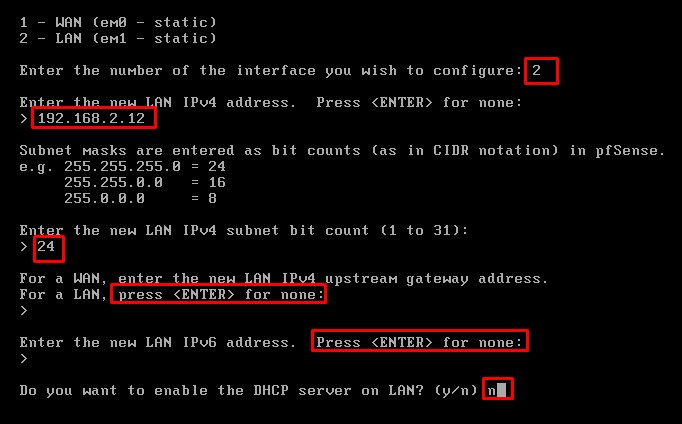 1 - WAN (em0 - static)
2 - LAN (em1 - static)
Enter the number of the interface you wish to configure: 2
Enter the new LAN IPv4 address.  Press <ENTER> for none:
> 192.168.2.12
Subnet masks are entered as bit counts (as in CIDR notation) in pfSense.
e.g. 255.255.255.0 = 24
     255.255.0.0   = 16
     255.0.0.0     = 8
Enter the new LAN IPv4 subnet bit count (1 to 31):
> 24
For a WAN, enter the new LAN IPv4 upstream gateway address.
For a LAN, press <ENTER> for none:
>
Enter the new LAN IPv6 address.  Press <ENTER> for none:
>
Do you want to enable the DHCP server on LAN? (y/n) n